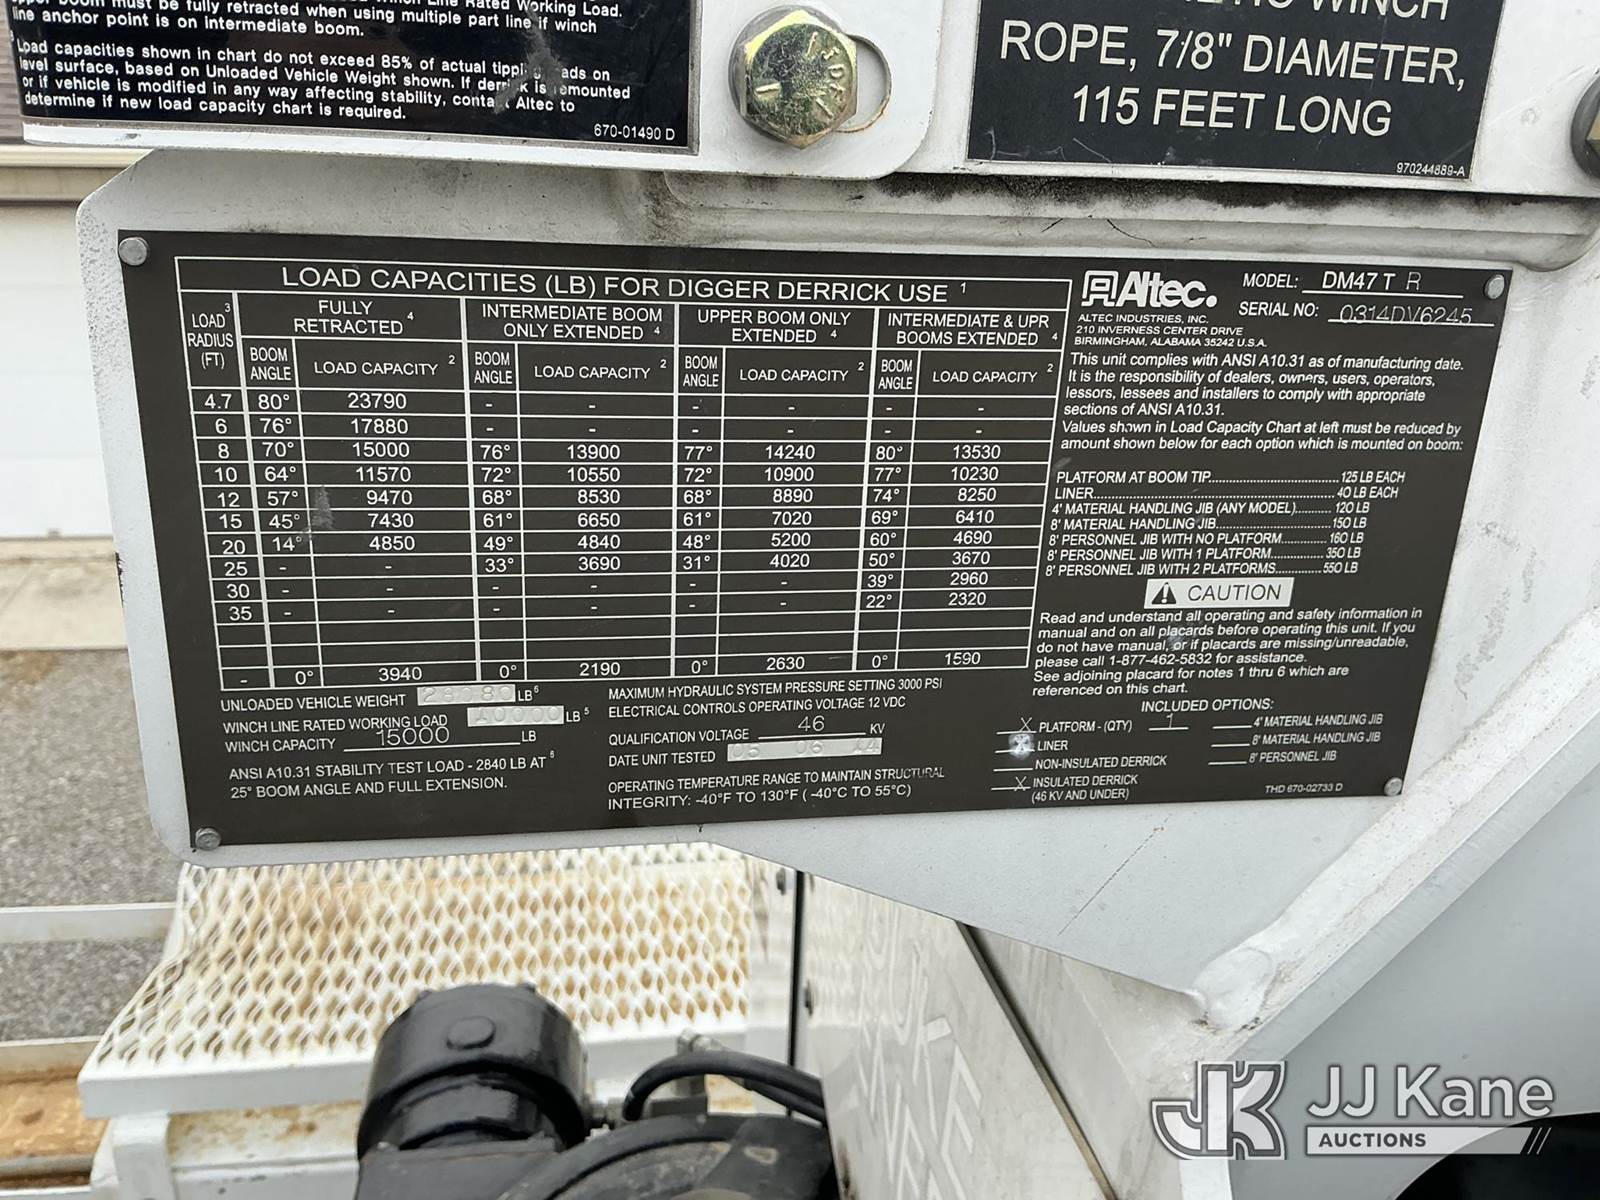 must be fully retracted when using multiple part line if winch
line anchor point is on intermediate boom.
Load capacities shown in chart do not exceed 85% of actual on
level surface, based on Unloaded Vehicle Weight shown. If is
or if vehicle is modified in any way affecting stability, Altec to
determine if new load capacity chart is required.
670-01490 D
WINCH
ROPE, 7/8" DIAMETER,
115 FEET LONG
970244889-A
LOAD CAPACITIES (LB) FOR DIGGER DERRICK USE 1
LOAD 3 RADIUS (FT)
FULLY RETRACTED 4
INTERMEDIATE BOOM ONLY EXTENDED 4
UPPER BOOM ONLY EXTENDED 4
INTERMEDIATE & UPR BOOMS EXTENDED 4
BOOM ANGLE LOAD CAPACITY 2 BOOM ANGLE LOAD CAPACITY 2 BOOM ANGLE LOAD CAPACITY 2 BOOM ANGLE LOAD CAPACITY 2
4.7 80° 23790 - - - - - -
6 76° 17880 - - - - - -
8 70° 15000 76° 13900 77° 14240 80° 13530
10 64° 11570 72° 10550 72° 10900 77° 10230
12 57° 9470 68° 8530 68° 8890 74° 8250
15 45° 7430 61° 6650 61° 7020 69° 6410
20 14° 4850 49° 4840 48° 5200 60° 4690
25 - - 33° 3690 31° 4020 50° 3670
30 - - - - - - 39° 2960
35 - - - - - - 22° 2320
- 0° 3940 0° 2190 0° 2630 0° 1590
UNLOADED VEHICLE WEIGHT LB 6
WINCH LINE RATED WORKING LOAD 10000 LB 5
WINCH CAPACITY 15000 LB
ANSI A10.31 STABILITY TEST LOAD - 2840 LB AT 6
25° BOOM ANGLE AND FULL EXTENSION.
MAXIMUM HYDRAULIC SYSTEM PRESSURE SETTING 3000 PSI
ELECTRICAL CONTROLS OPERATING VOLTAGE 12 VDC
QUALIFICATION VOLTAGE 46 KV
DATE UNIT TESTED 05 06 14
OPERATING TEMPERATURE RANGE TO MAINTAIN STRUCTURAL
INTEGRITY: -40°F TO 130°F ( -40°C TO 55°C)
Altec.
MODEL: DM47 T R
SERIAL NO: 0314DV6245
ALTEC INDUSTRIES, INC.
210 INVERNESS CENTER DRIVE
BIRMINGHAM, ALABAMA 35242 U.S.A.
This unit complies with ANSI A10.31 as of manufacturing date.
It is the responsibility of dealers, owners, users, operators,
lessors, lessees and installers to comply with appropriate
sections of ANSI A10.31.
Values shown in Load Capacity Chart at left must be reduced by
amount shown below for each option which is mounted on boom:
PLATFORM AT BOOM TIP 125 LB EACH
LINER 40 LB EACH
4' MATERIAL HANDLING JIB (ANY MODEL) 120 LB
8' MATERIAL HANDLING JIB 150 LB
8' PERSONNEL JIB WITH NO PLATFORM 160 LB
8' PERSONNEL JIB WITH 1 PLATFORM 350 LB
8' PERSONNEL JIB WITH 2 PLATFORMS 550 LB
CAUTION
Read and understand all operating and safety information in
manual and on all placards before operating this unit. If you
do not have manual, or if placards are missing/unreadable,
please call 1-877-462-5832 for assistance.
See adjoining placard for notes 1 thru 6 which are
referenced on this chart.
INCLUDED OPTIONS:
X PLATFORM - (QTY) 1
X LINER
NON-INSULATED DERRICK
X INSULATED DERRICK
(46 KV AND UNDER)
4' MATERIAL HANDLING JIB
8' MATERIAL HANDLING JIB
8' PERSONNEL JIB
THD 670-02733 D
JK JJ Kane
AUCTIONS